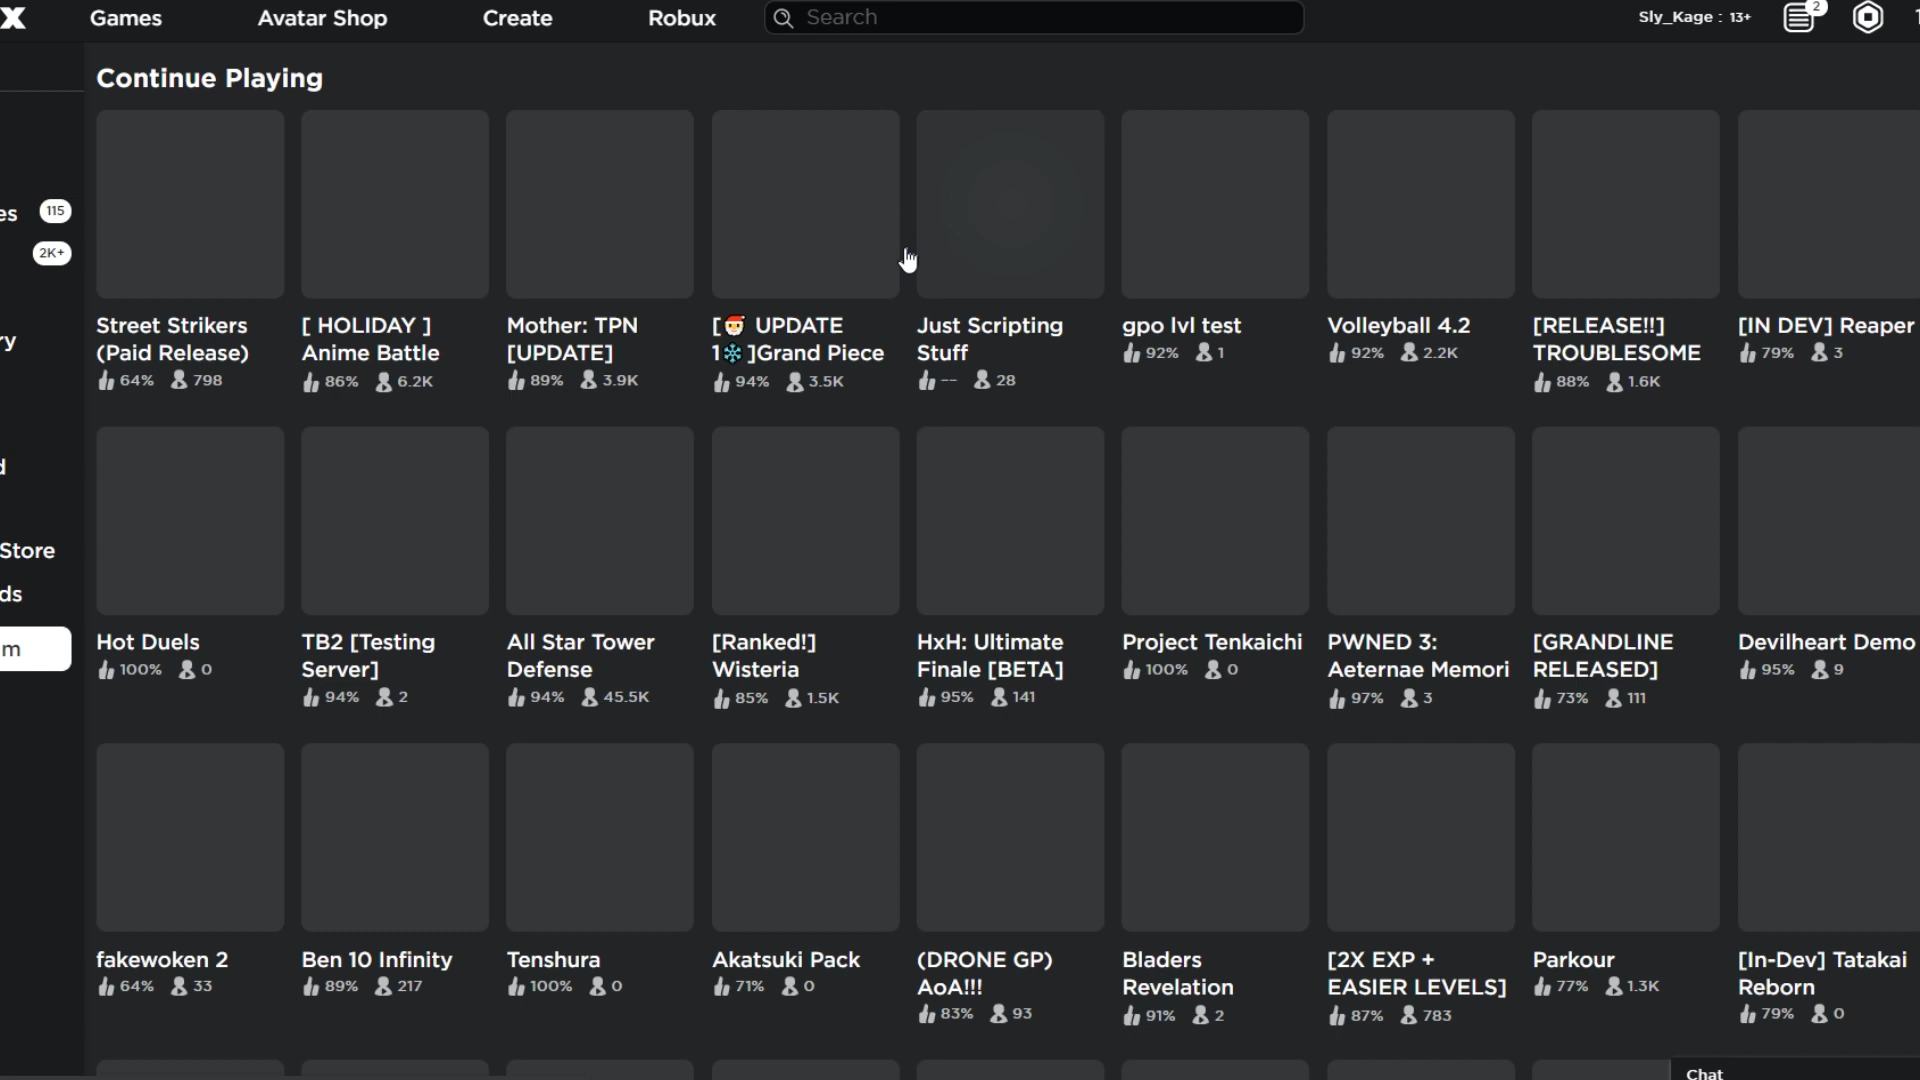 X Games Avatar Shop Create Robux Search Sly_Kage : 13+ 2
Continue Playing
es 115
2K+
ry
d
Store
ds
m
Street Strikers
(Paid Release)
64% 798
[ HOLIDAY ]
Anime Battle
86% 6.2K
Mother: TPN
[UPDATE]
89% 3.9K
[🎅 UPDATE
1❄️]Grand Piece
94% 3.5K
Just Scripting
Stuff
-- 28
gpo lvl test
92% 1
Volleyball 4.2
92% 2.2K
[RELEASE!!]
TROUBLESOME
88% 1.6K
[IN DEV] Reaper
79% 3
Hot Duels
100% 0
TB2 [Testing
Server]
94% 2
All Star Tower
Defense
94% 45.5K
[Ranked!]
Wisteria
85% 1.5K
HxH: Ultimate
Finale [BETA]
95% 141
Project Tenkaichi
100% 0
PWNED 3:
Aeternae Memori
97% 3
[GRANDLINE
RELEASED]
73% 111
Devilheart Demo
95% 9
fakewoken 2
64% 33
Ben 10 Infinity
89% 217
Tenshura
100% 0
Akatsuki Pack
71% 0
(DRONE GP)
AoA!!!
83% 93
Bladers
Revelation
91% 2
[2X EXP +
EASIER LEVELS]
87% 783
Parkour
77% 1.3K
[In-Dev] Tatakai
Reborn
79% 0
Chat